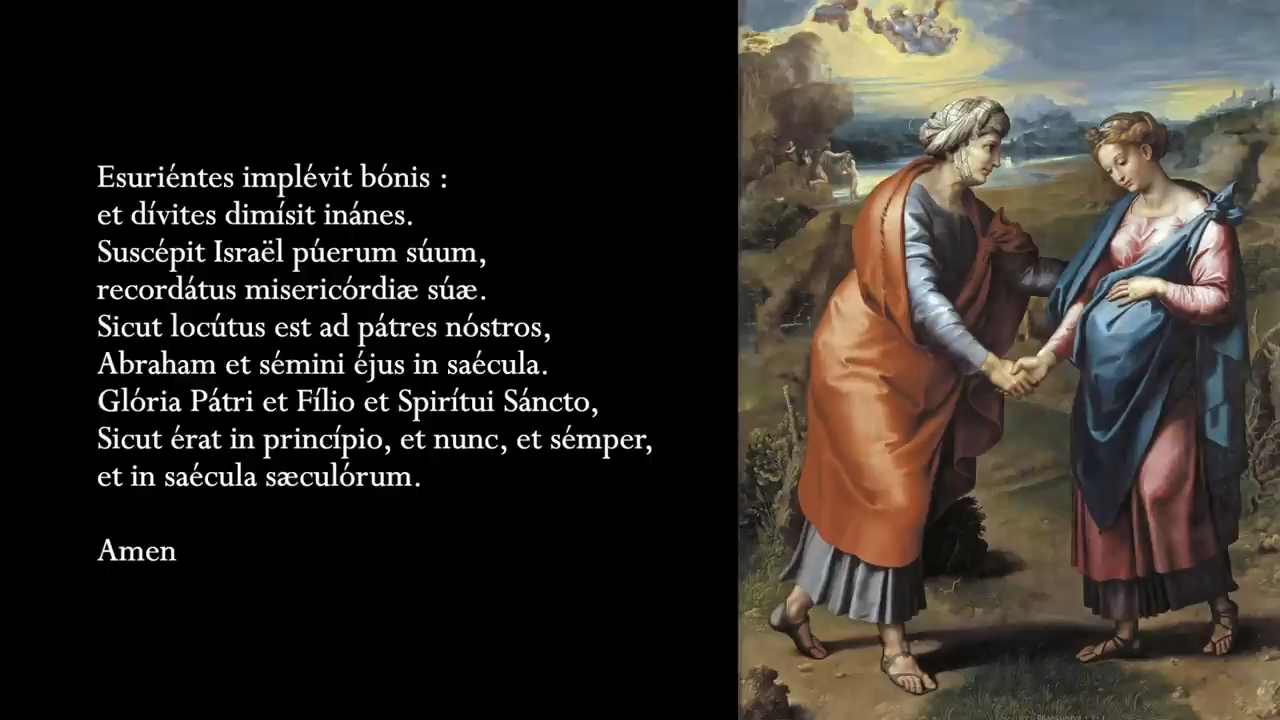 Esuriéntes implévit bónis :
et dívites dimísit inánes.
Suscépit Israël púerum súum,
recordátus misericórdiæ súæ.
Sicut locútus est ad pátres nóstros,
Abraham et sémini éjus in saécula.
Glória Pátri et Fílio et Spirítui Sáncto,
Sicut érat in princípio, et nunc, et sémper,
et in saécula sæculórum.
Amen